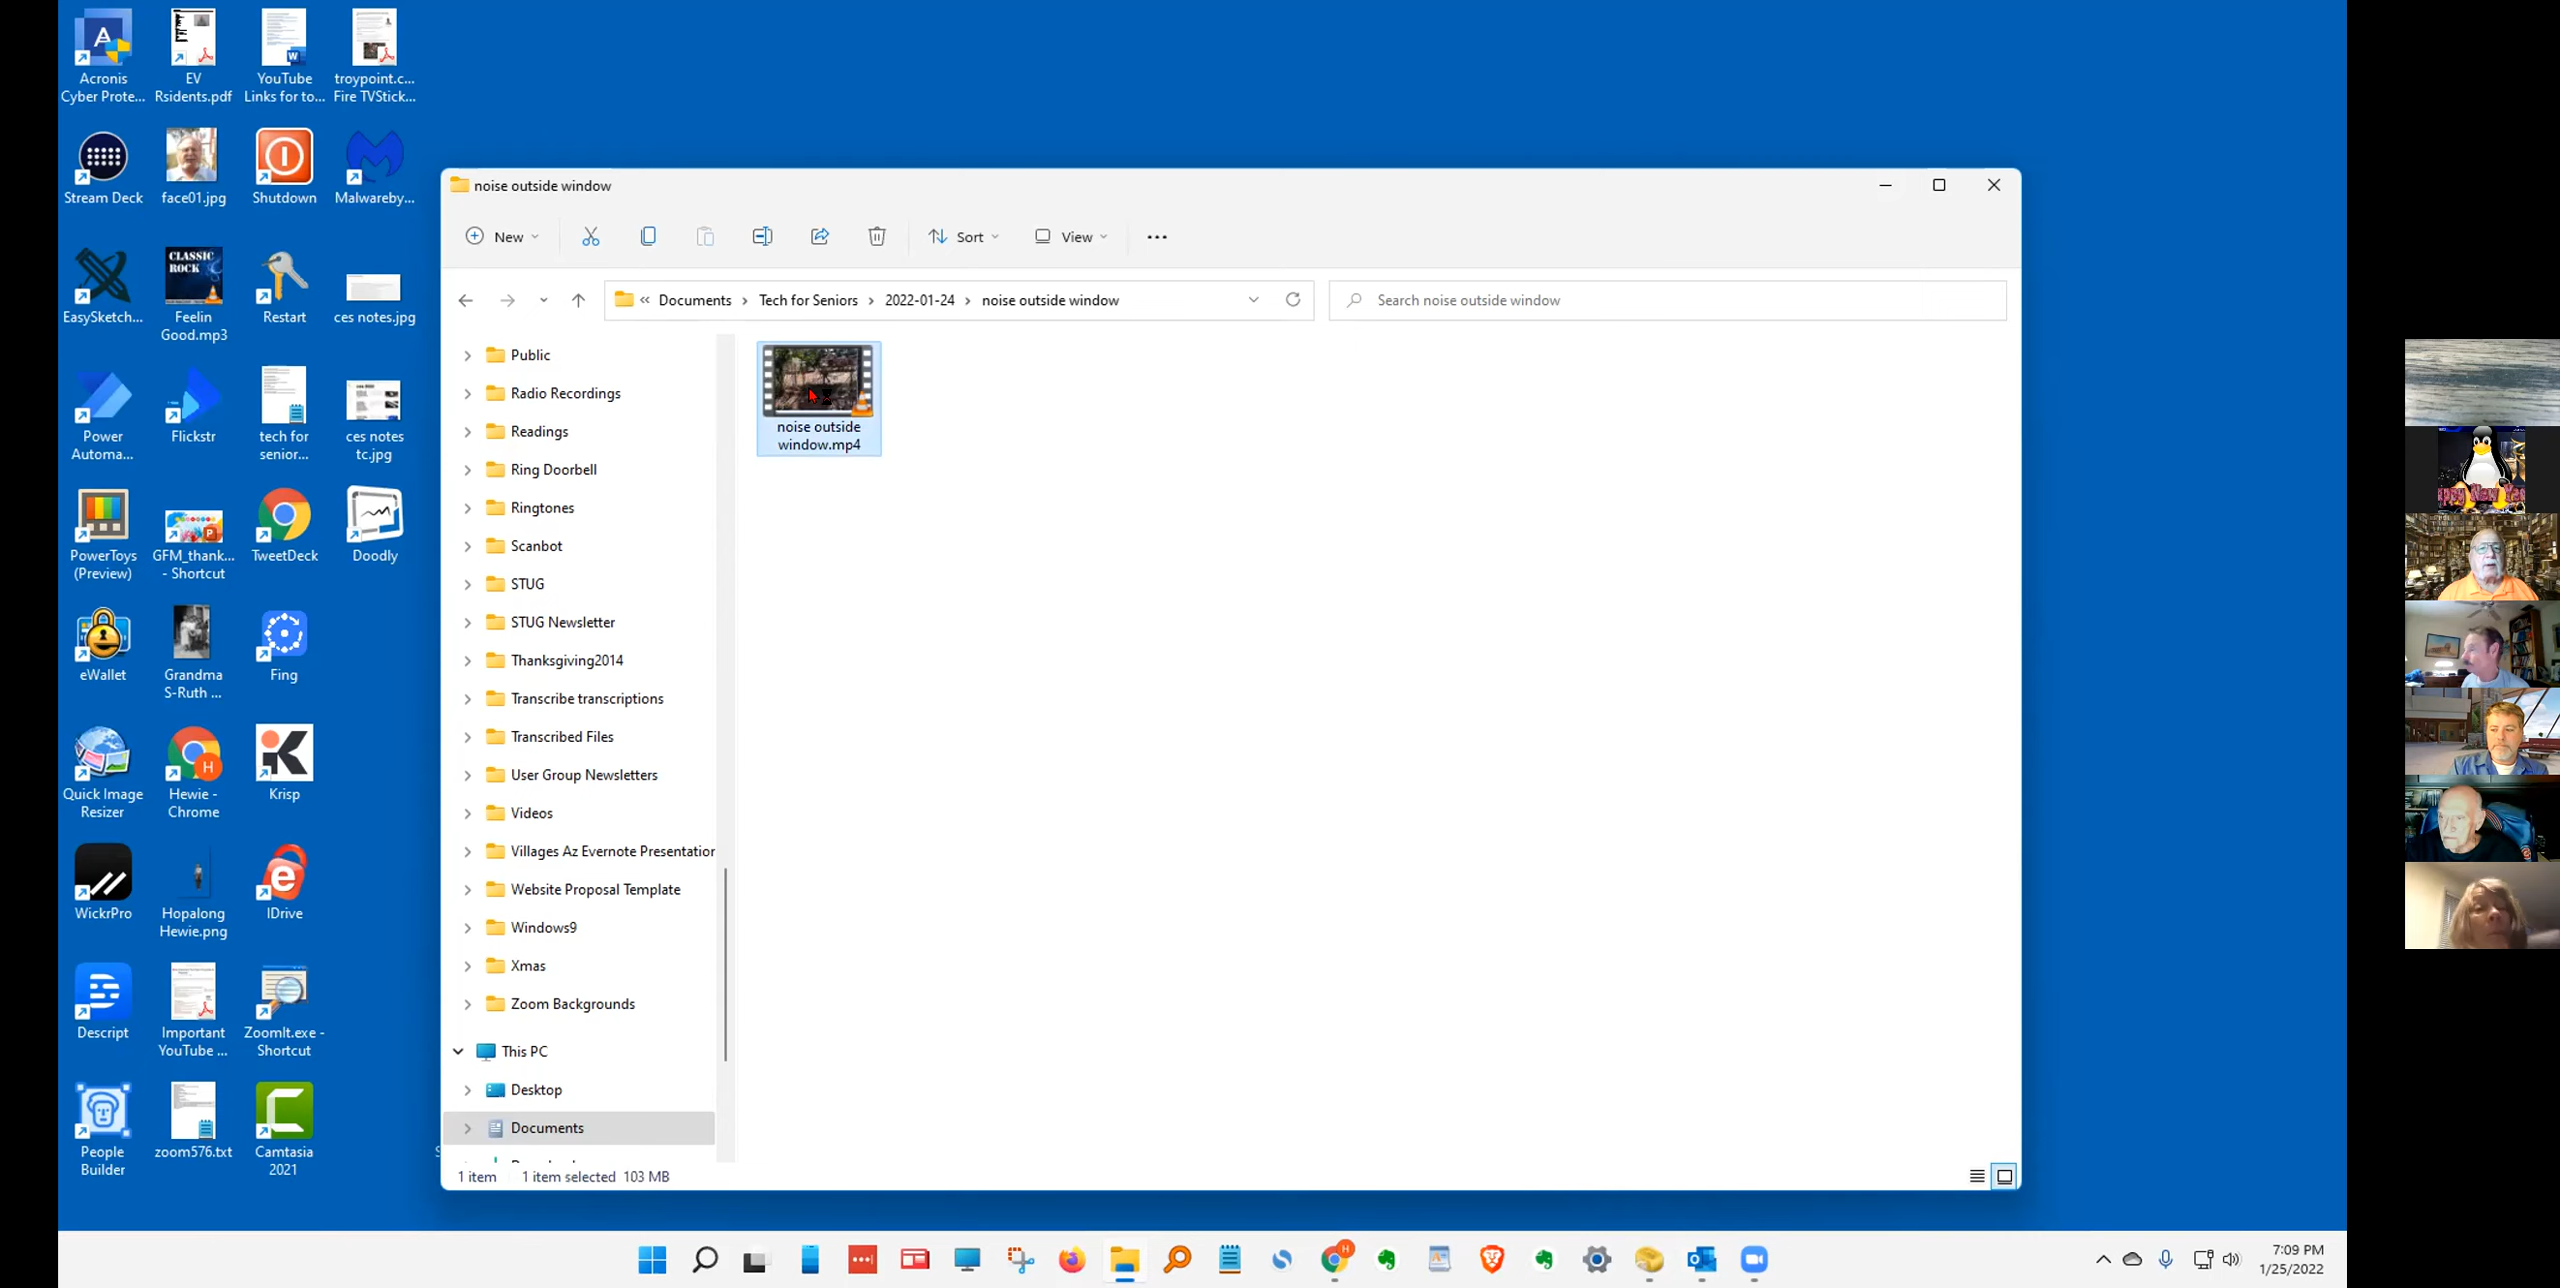 Acronis
Cyber Prote...
EV
Rsidents.pdf
YouTube
Links for to...
troypoint.c...
Fire TVStick...
Stream Deck
face01.jpg
Shutdown
Malwareby...
EasySketch...
CLASSIC
ROCK
Feelin
Good.mp3
Restart
ces notes.jpg
Power
Automa...
Flickstr
tech for
senior...
ces notes
tc.jpg
PowerToys
(Preview)
GFM_thank...
- Shortcut
TweetDeck
Doodly
eWallet
Grandma
S-Ruth ...
Fing
Quick Image
Resizer
Hewie -
Chrome
Krisp
WickrPro
Hopalong
Hewie.png
IDrive
Descript
Important
YouTube ...
ZoomIt.exe -
Shortcut
People
Builder
zoom576.txt
Camtasia
2021
noise outside window
New
Sort
View
« Documents › Tech for Seniors › 2022-01-24 › noise outside window
Search noise outside window
Public
Radio Recordings
Readings
Ring Doorbell
Ringtones
Scanbot
STUG
STUG Newsletter
Thanksgiving2014
Transcribe transcriptions
Transcribed Files
User Group Newsletters
Videos
Villages Az Evernote Presentation
Website Proposal Template
Windows9
Xmas
Zoom Backgrounds
This PC
Desktop
Documents
noise outside
window.mp4
1 item
1 item selected 103 MB
7:09 PM
1/25/2022